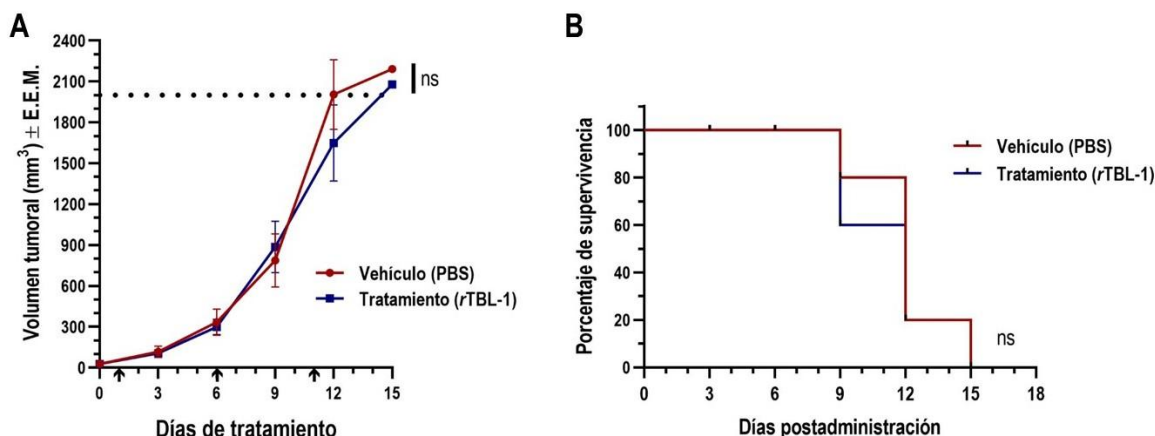 A
Volumen tumoral (mm³) ± E.E.M.
2400
2100
1800
1500
1200
900
600
300
0
ns
Vehículo (PBS)
Tratamiento (rTBL-1)
0 3 6 9 12 15
Días de tratamiento
B
Porcentaje de supervivencia
100
80
60
40
20
0
Vehículo (PBS)
Tratamiento (rTBL-1)
ns
0 3 6 9 12 15 18
Días postadministración